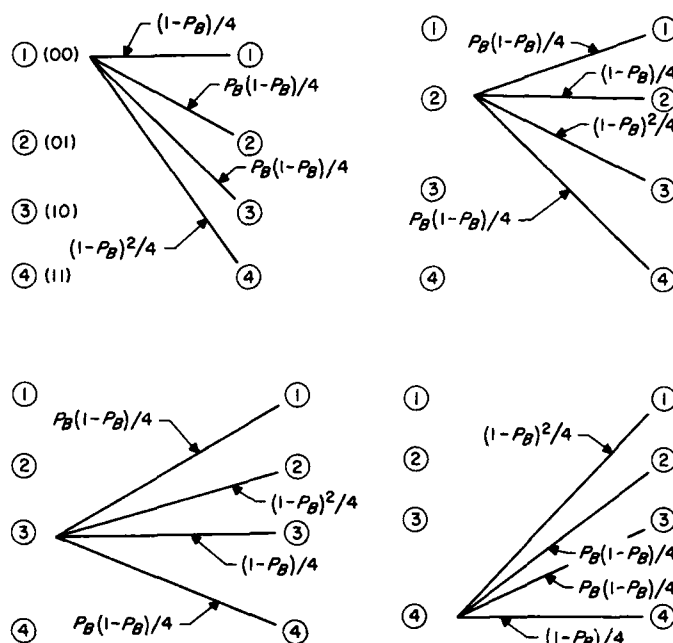 (1-P_B)/4
① (00) ①
P_B(1-P_B)/4
② (01) ②
P_B(1-P_B)/4
③ (10) ③
(1-P_B)²/4
④ (11) ④
① ①
P_B(1-P_B)/4
(1-P_B)/4
② ②
(1-P_B)²/4
③ ③
P_B(1-P_B)/4
④ ④
① ①
P_B(1-P_B)/4
② ②
(1-P_B)²/4
③ ③
(1-P_B)/4
P_B(1-P_B)/4
④ ④
① ①
(1-P_B)²/4
② ②
③ ③
P_B(1-P_B)/4
P_B(1-P_B)/4
④ ④
(1-P_B)/4